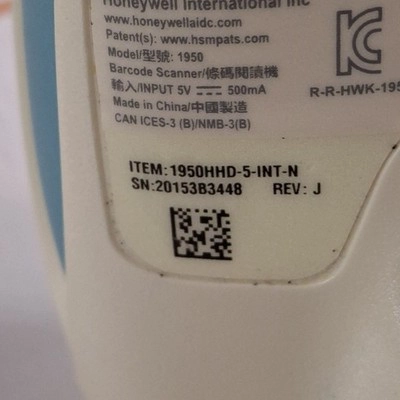 Honeywell International Inc
www.honeywellaidc.com
Patent(s): www.hsmpats.com
Model/型號: 1950
Barcode Scanner/條碼閱讀機
輸入/INPUT 5V ⎓ 500mA
Made in China/中國製造
CAN ICES-3 (B)/NMB-3(B)
R-R-HWK-195
ITEM:1950HHD-5-INT-N
SN:20153B3448 REV: J